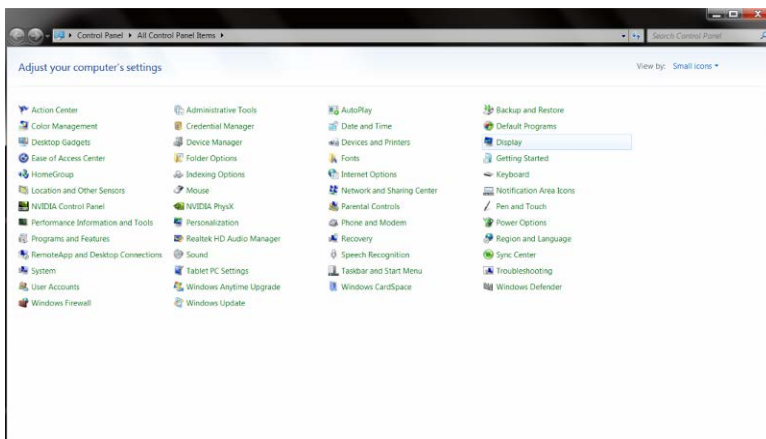 Control Panel ▸ All Control Panel Items ▸ Search Control Panel
Adjust your computer's settings View by: Small icons
Action Center Administrative Tools AutoPlay Backup and Restore
Color Management Credential Manager Date and Time Default Programs
Desktop Gadgets Device Manager Devices and Printers Display
Ease of Access Center Folder Options Fonts Getting Started
HomeGroup Indexing Options Internet Options Keyboard
Location and Other Sensors Mouse Network and Sharing Center Notification Area Icons
NVIDIA Control Panel NVIDIA PhysX Parental Controls Pen and Touch
Performance Information and Tools Personalization Phone and Modem Power Options
Programs and Features Realtek HD Audio Manager Recovery Region and Language
RemoteApp and Desktop Connections Sound Speech Recognition Sync Center
System Tablet PC Settings Taskbar and Start Menu Troubleshooting
User Accounts Windows Anytime Upgrade Windows CardSpace Windows Defender
Windows Firewall Windows Update